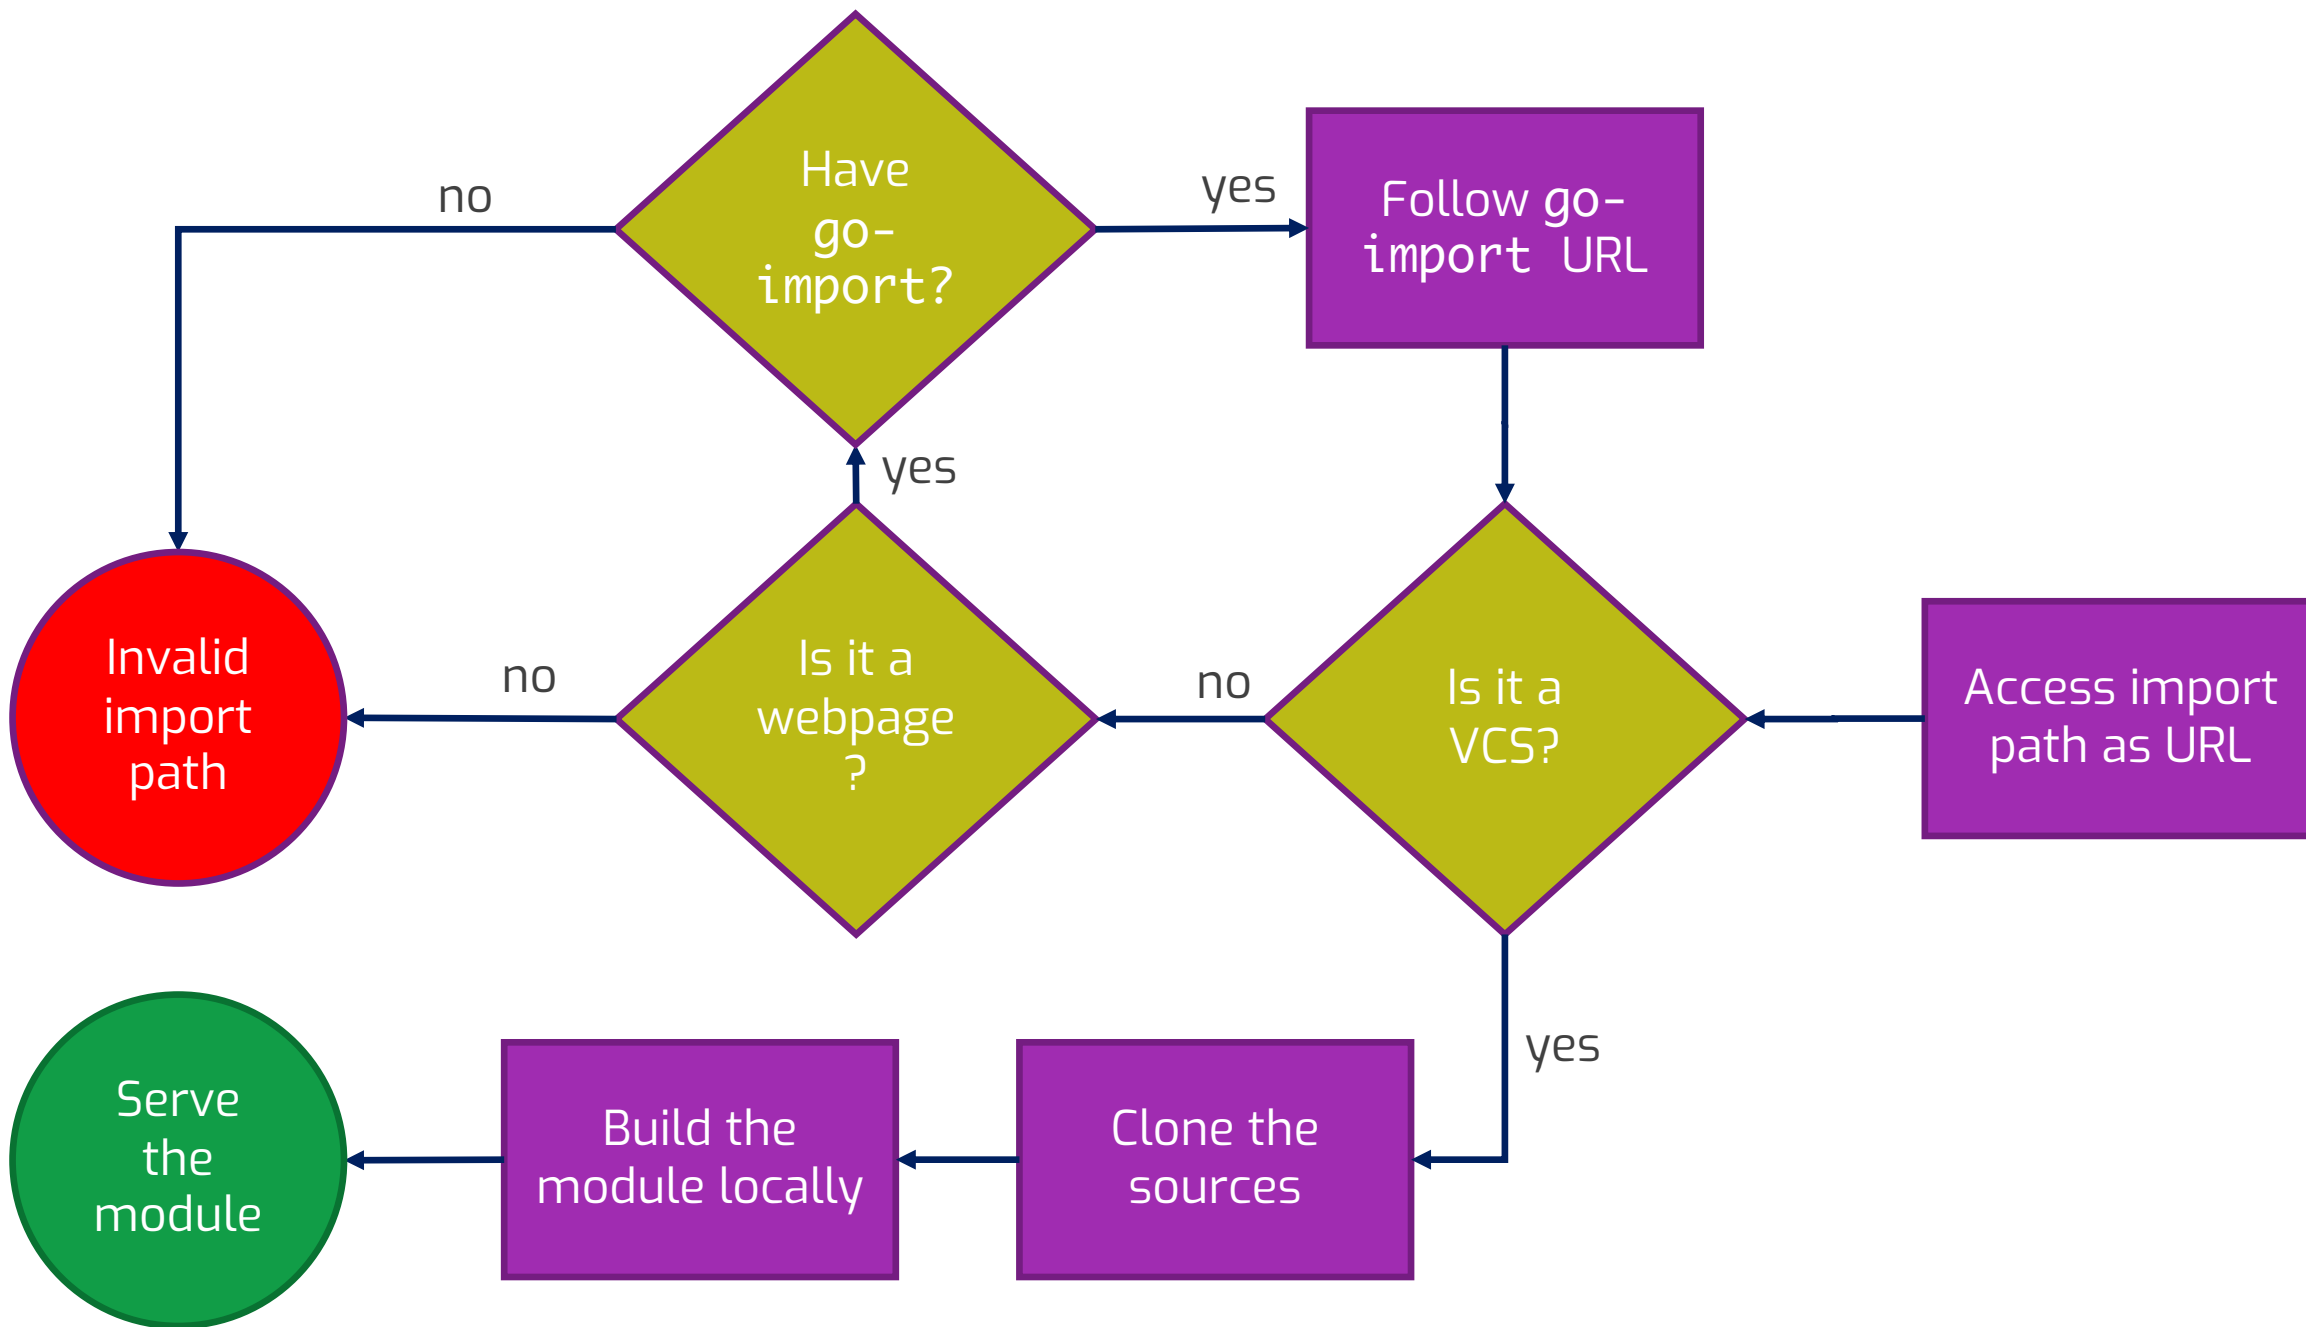 Have
go-
import?
no
yes
Follow go-
import URL
yes
Invalid
import
path
no
Is it a
webpage
?
no
Is it a
VCS?
Access import
path as URL
yes
Serve
the
module
Build the
module locally
Clone the
sources